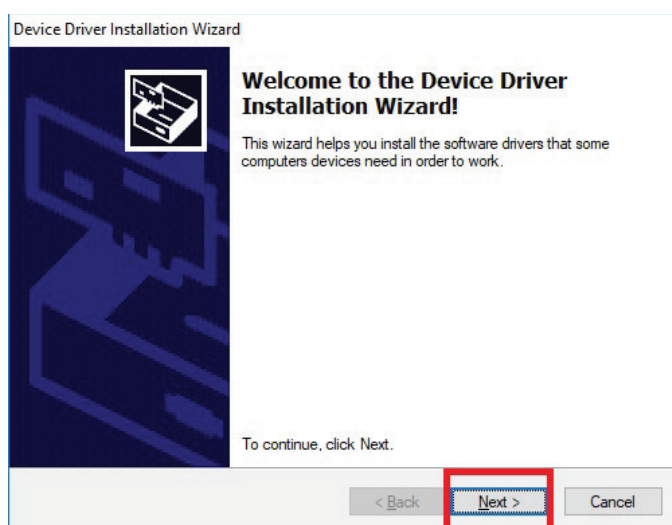 Device Driver Installation Wizard
Welcome to the Device Driver
Installation Wizard!
This wizard helps you install the software drivers that some
computers devices need in order to work.
To continue, click Next.
< Back
Next >
Cancel